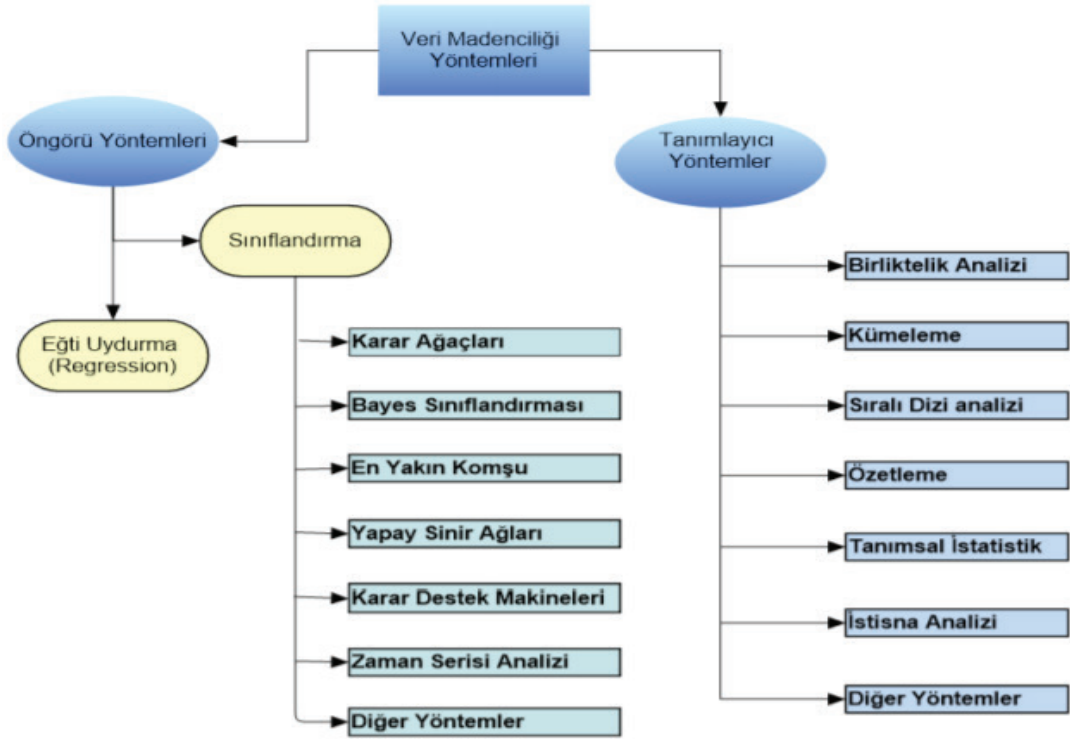 Veri Madenciliği
Yöntemleri
Öngörü Yöntemleri
Tanımlayıcı
Yöntemler
Sınıflandırma
Eğti Uydurma
(Regression)
Karar Ağaçları
Bayes Sınıflandırması
En Yakın Komşu
Yapay Sinir Ağları
Karar Destek Makineleri
Zaman Serisi Analizi
Diğer Yöntemler
Birliktelik Analizi
Kümeleme
Sıralı Dizi analizi
Özetleme
Tanımsal İstatistik
İstisna Analizi
Diğer Yöntemler